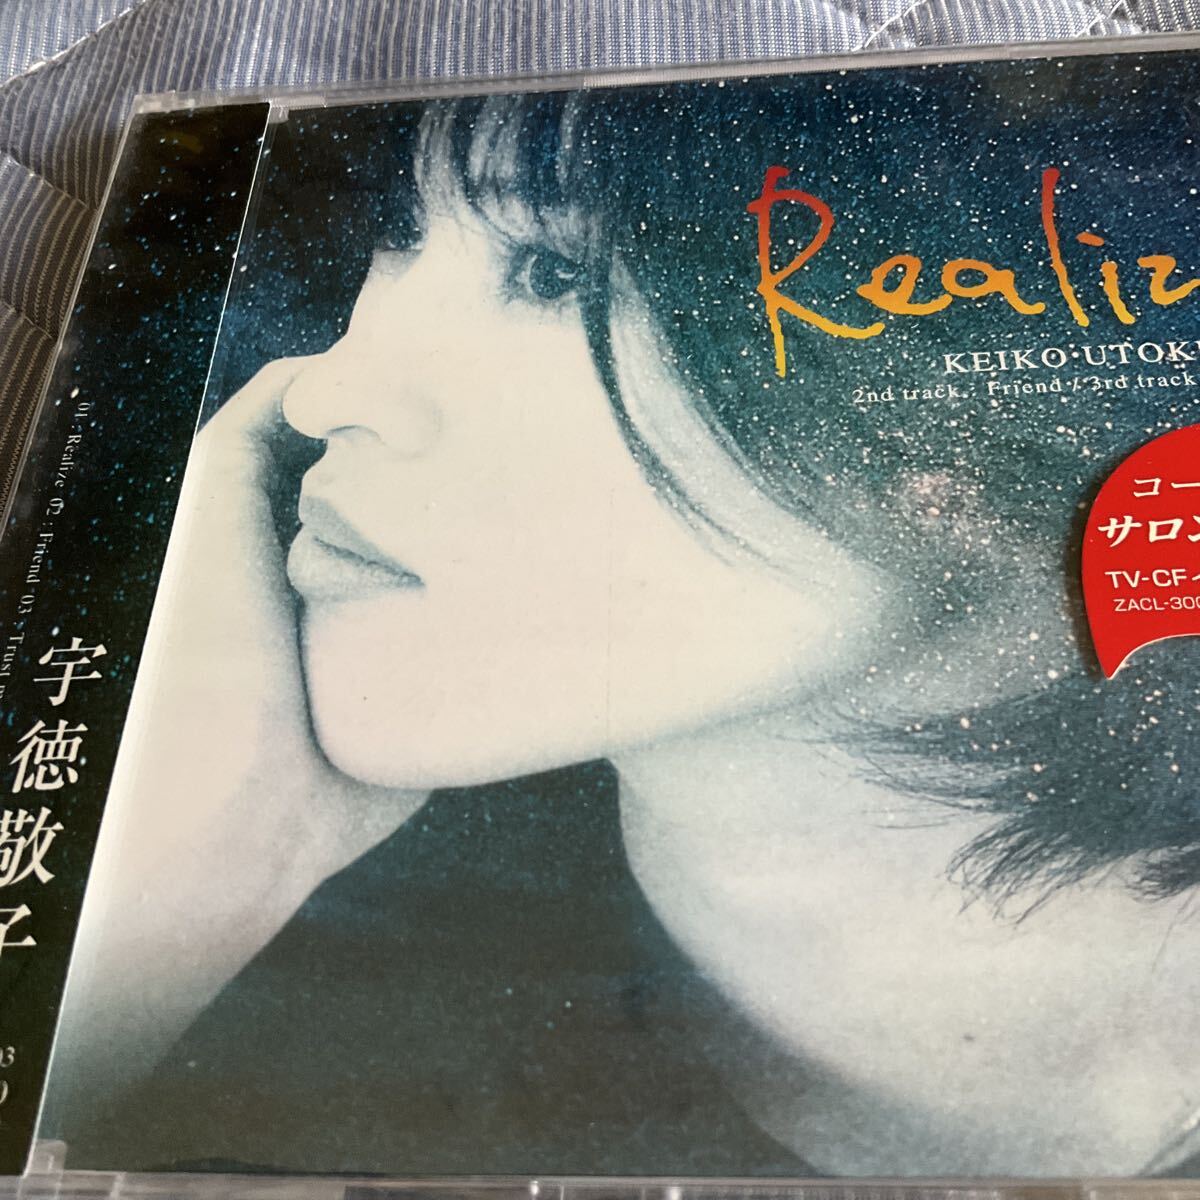 Realiz
KEIKO UTOKU
2nd track.. Friend / 3rd track
コー
サロン
TV-CF
ZACL-300
01 : Realize 02 : Friend 03 : Trust
宇徳敬子